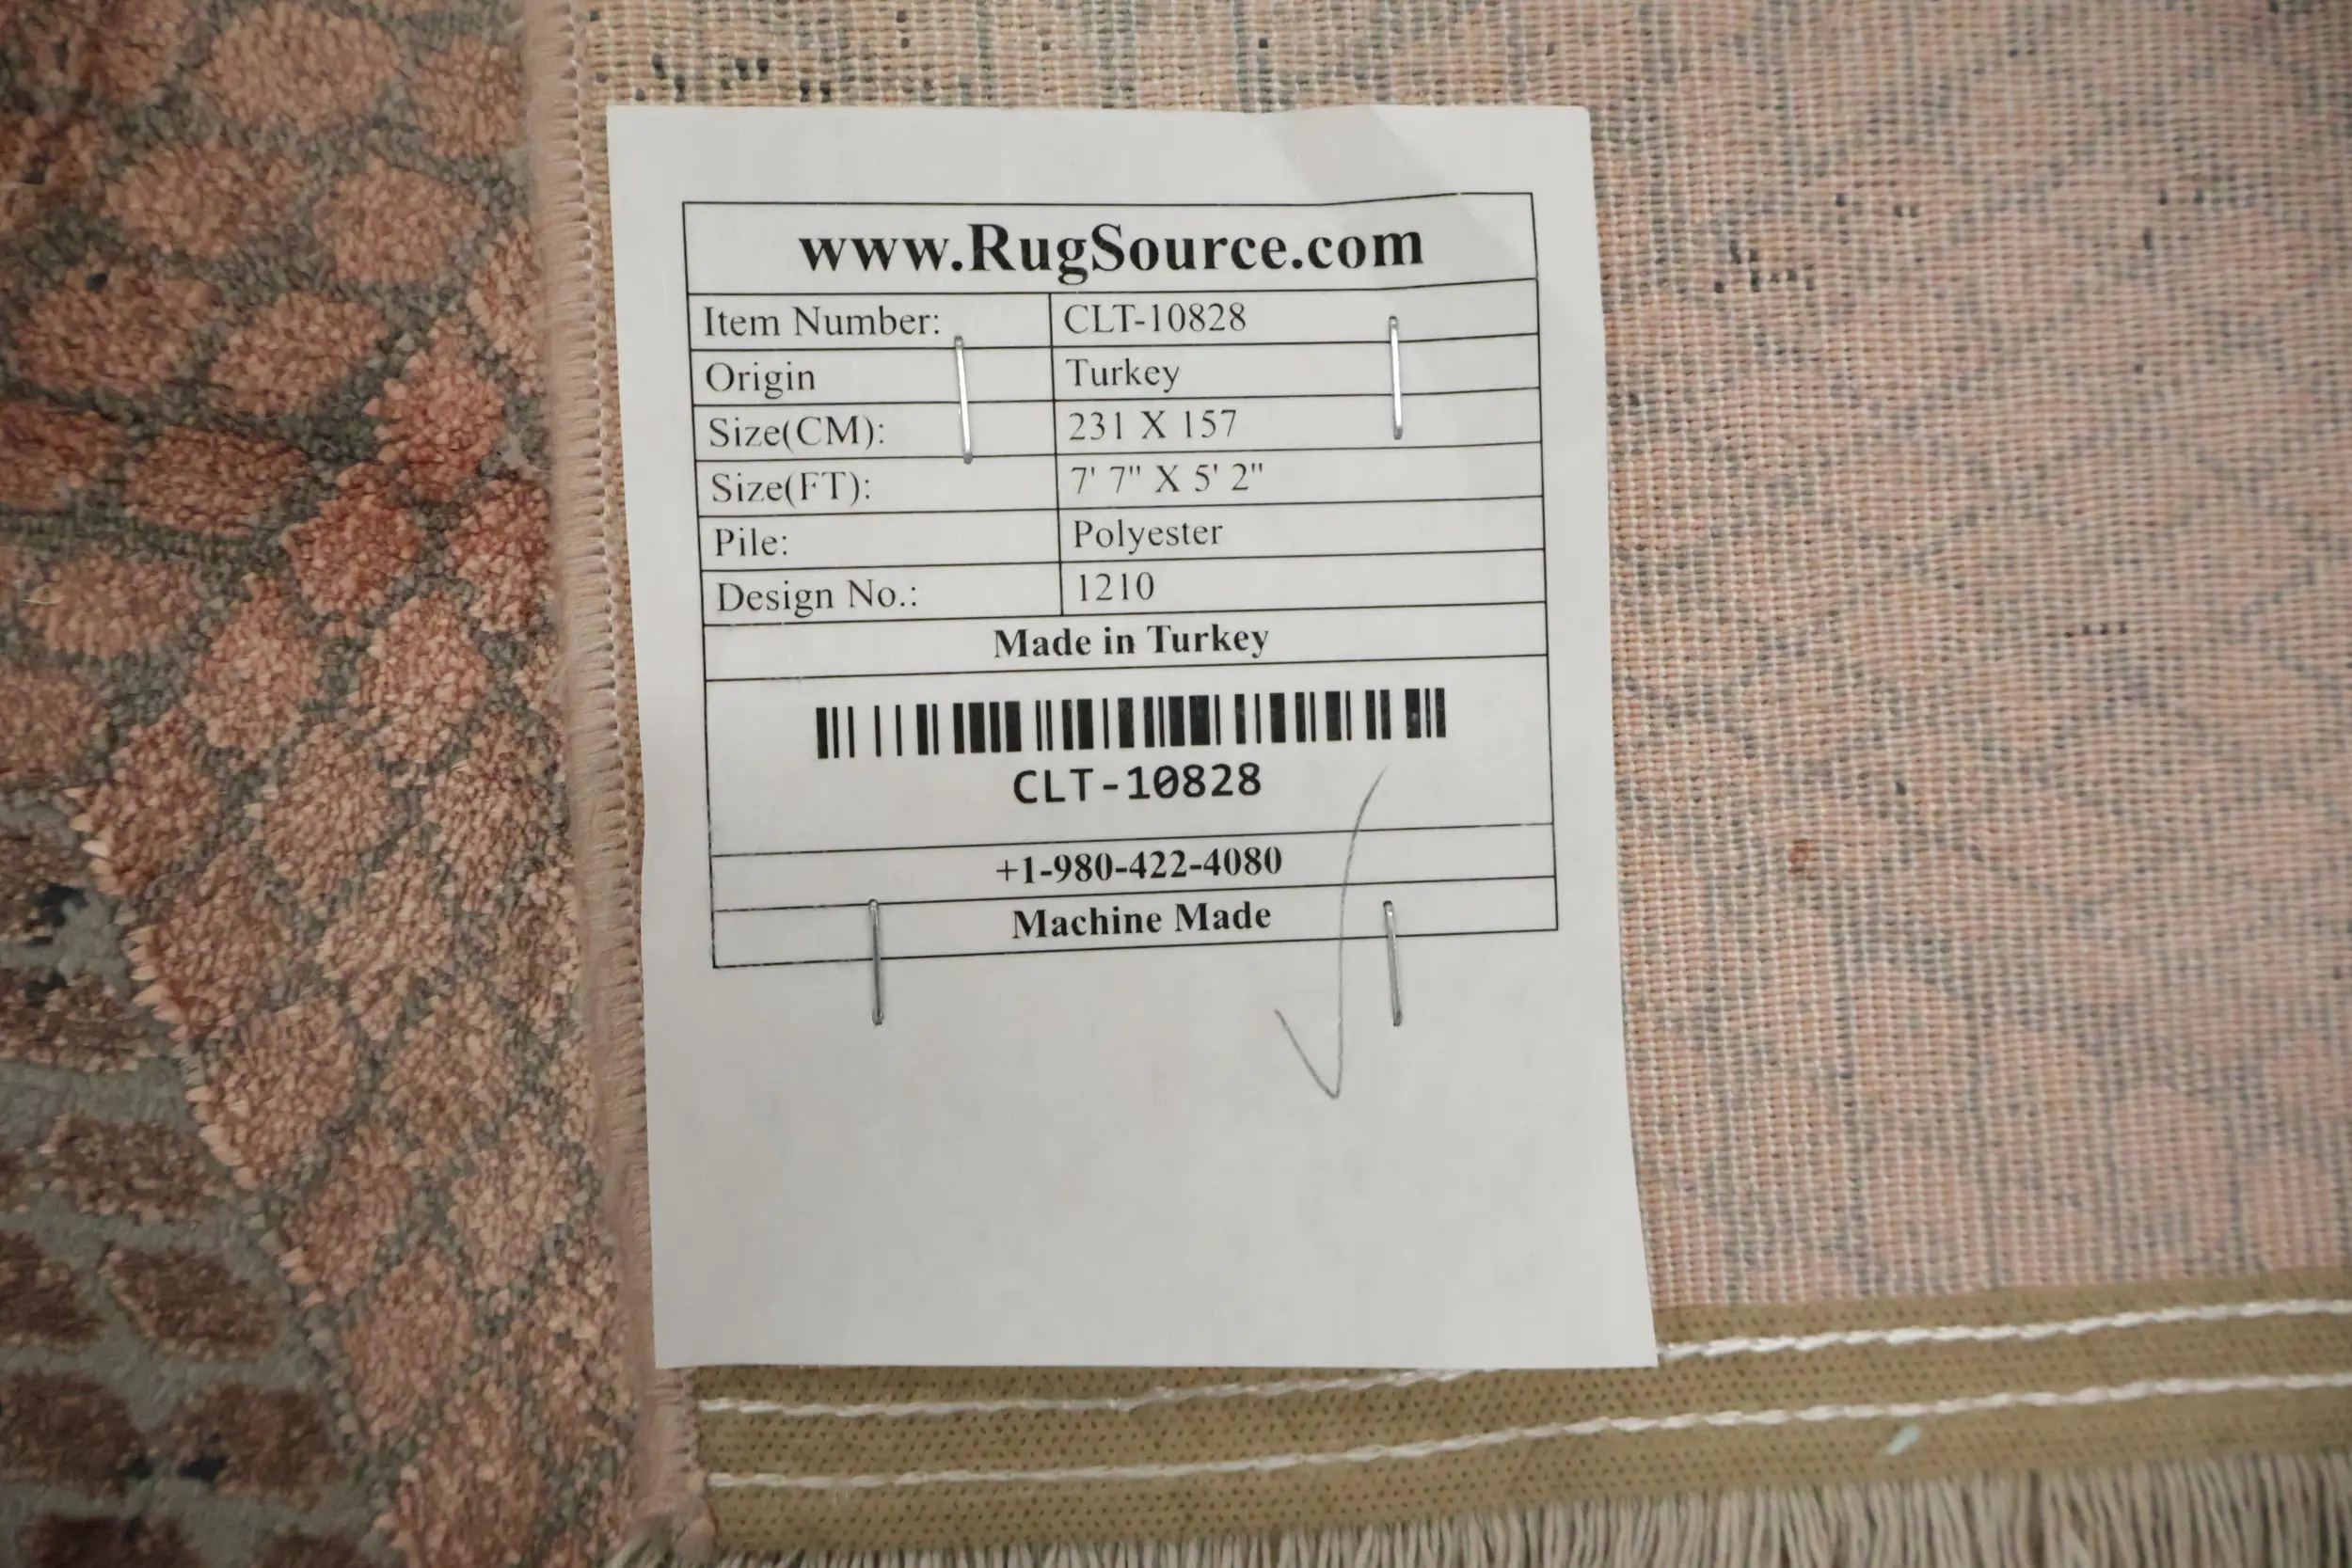 www.RugSource.com
Item Number: CLT-10828
Origin Turkey
Size(CM): 231 X 157
Size(FT): 7' 7" X 5' 2"
Pile: Polyester
Design No.: 1210
Made in Turkey
CLT-10828
+1-980-422-4080
Machine Made